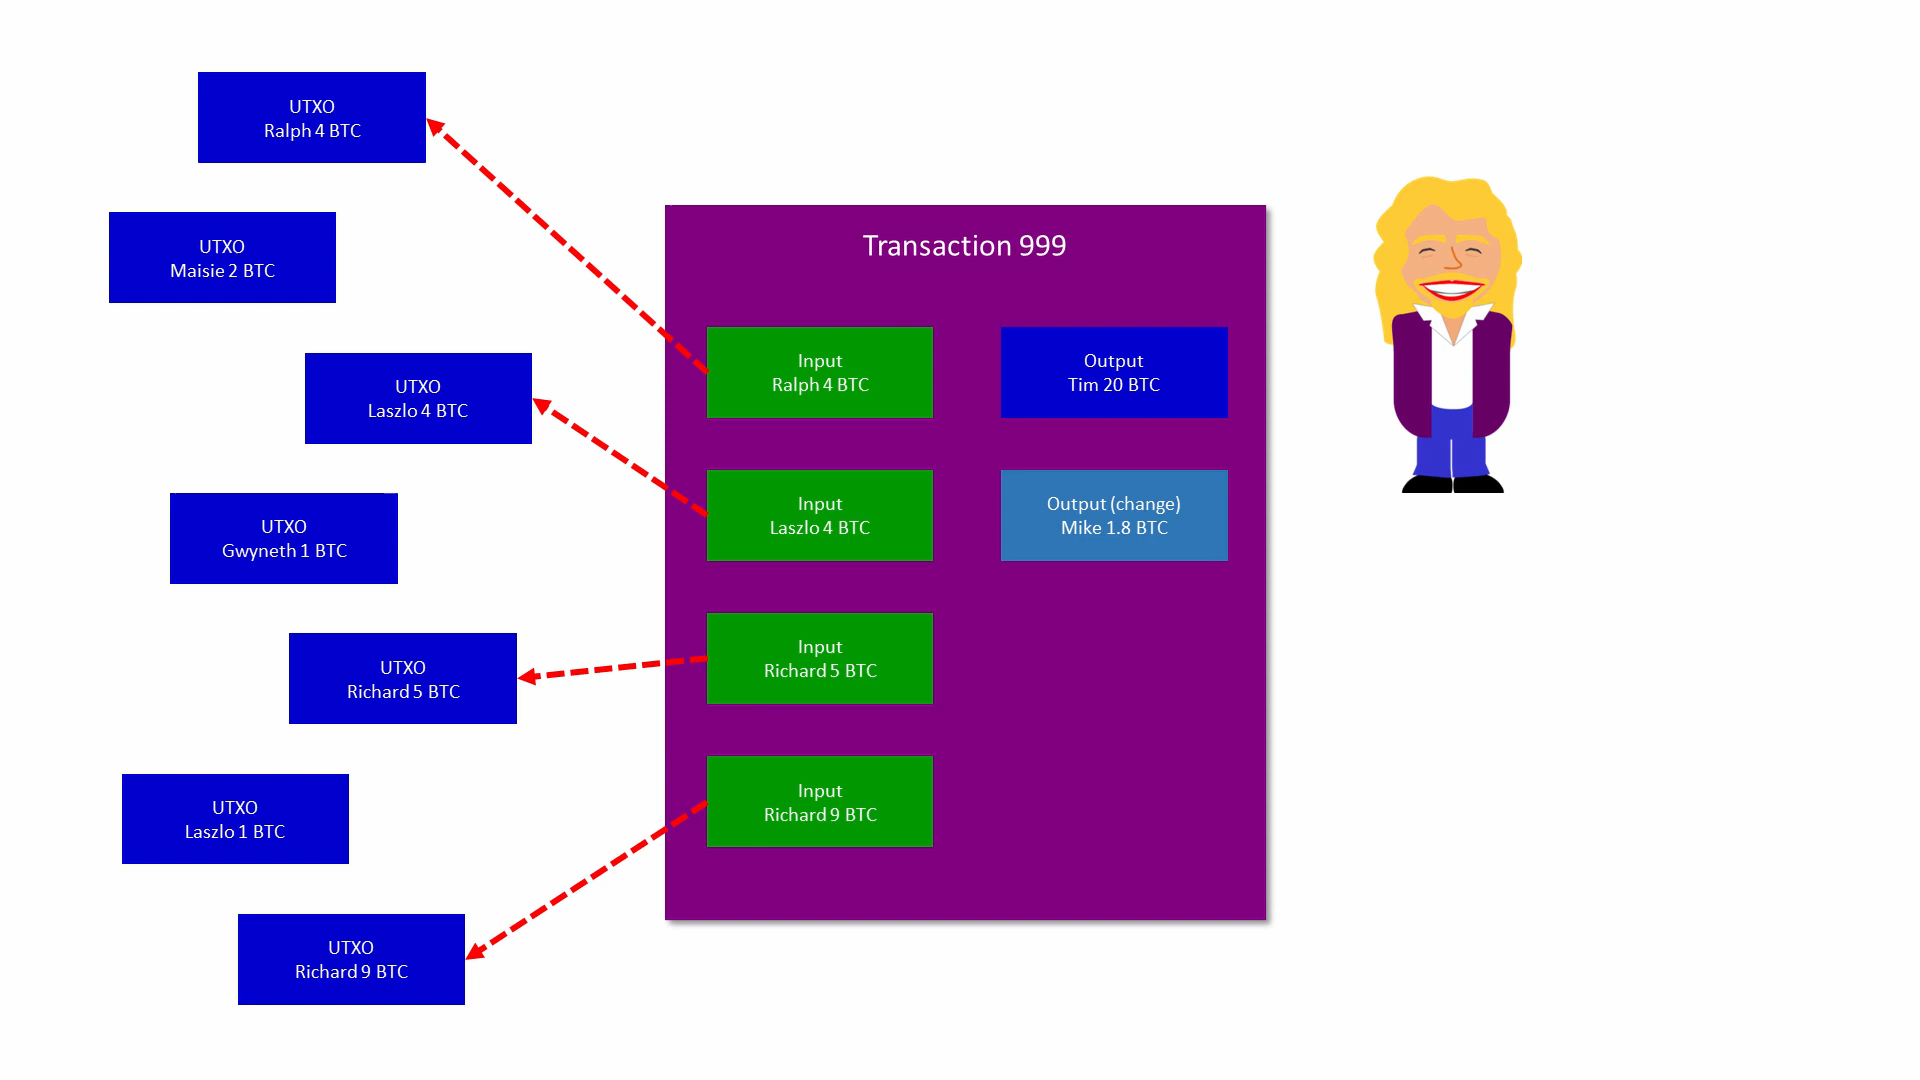 UTXO
Ralph 4 BTC
UTXO
Maisie 2 BTC
UTXO
Laszlo 4 BTC
UTXO
Gwyneth 1 BTC
UTXO
Richard 5 BTC
UTXO
Laszlo 1 BTC
UTXO
Richard 9 BTC
Transaction 999
Input
Ralph 4 BTC
Output
Tim 20 BTC
Input
Laszlo 4 BTC
Output (change)
Mike 1.8 BTC
Input
Richard 5 BTC
Input
Richard 9 BTC